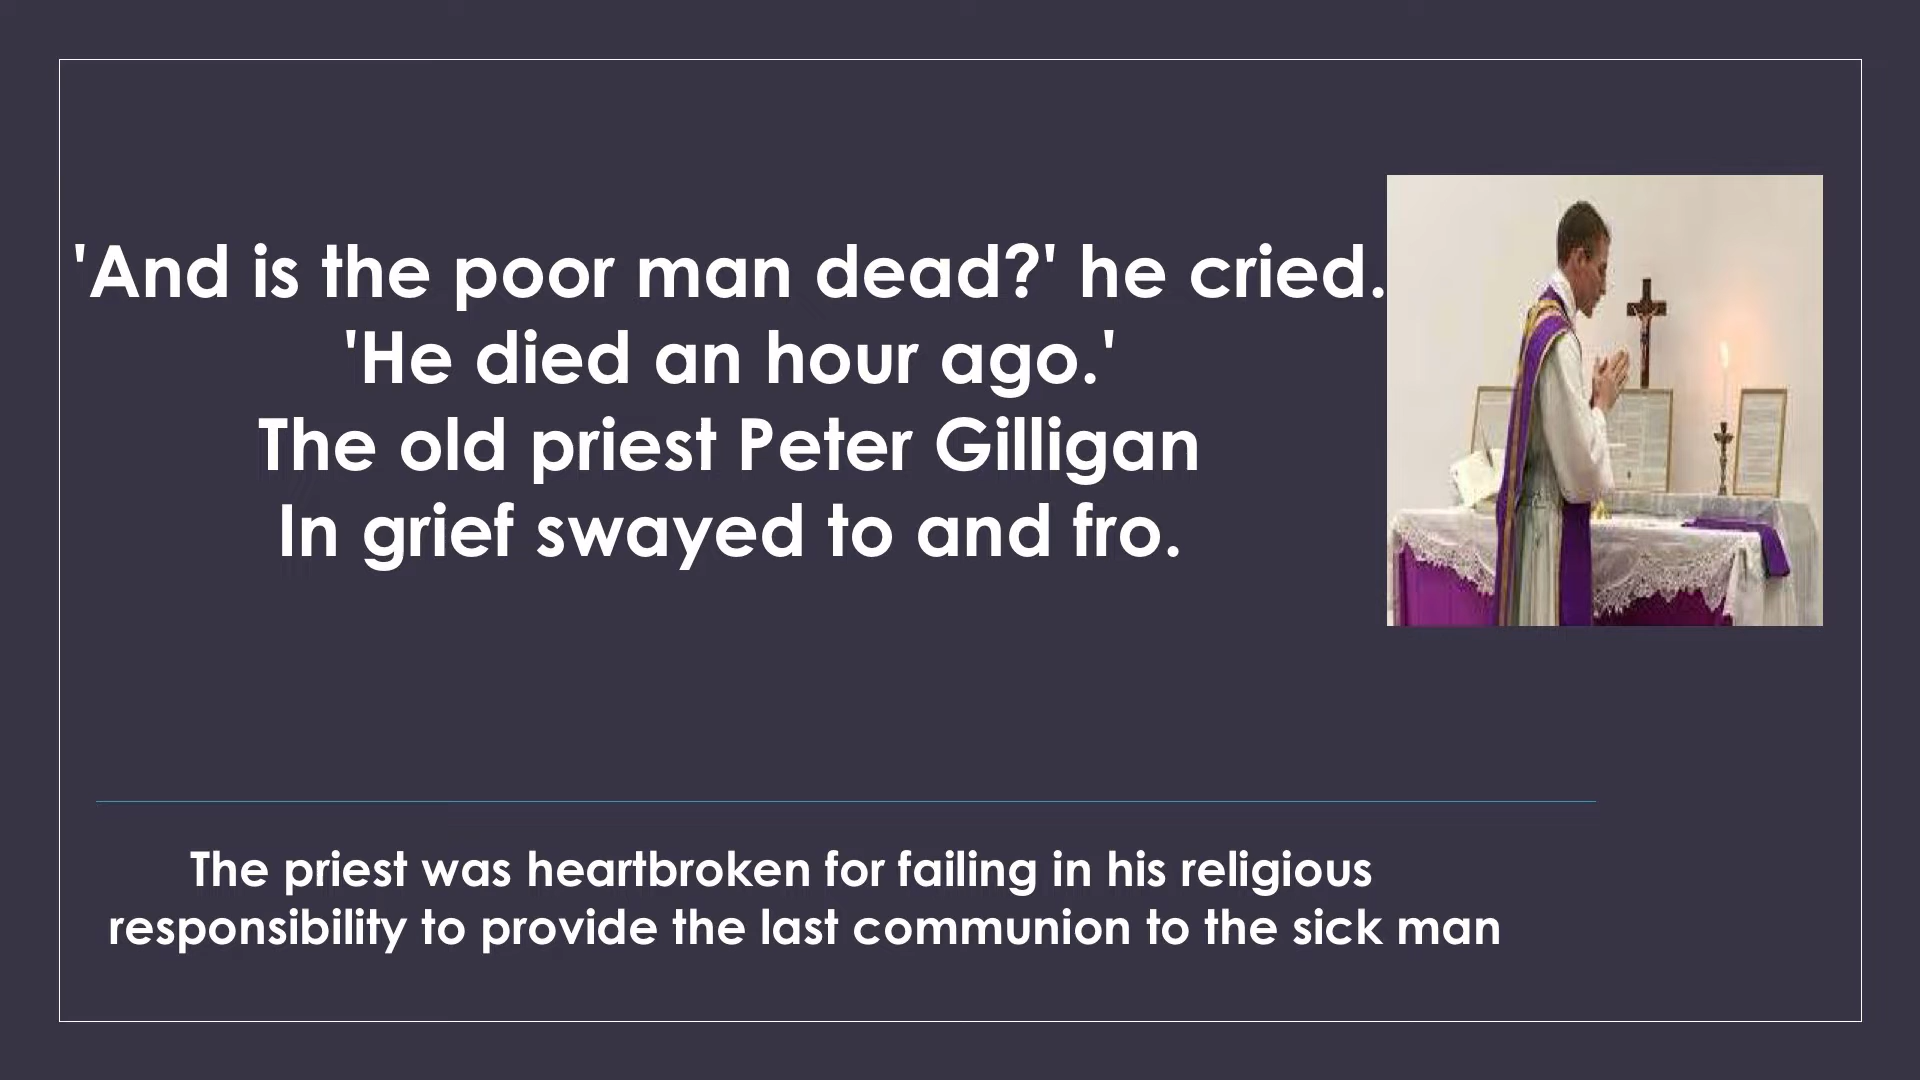 'And is the poor man dead?' he cried.
'He died an hour ago.'
The old priest Peter Gilligan
In grief swayed to and fro.
The priest was heartbroken for failing in his religious
responsibility to provide the last communion to the sick man